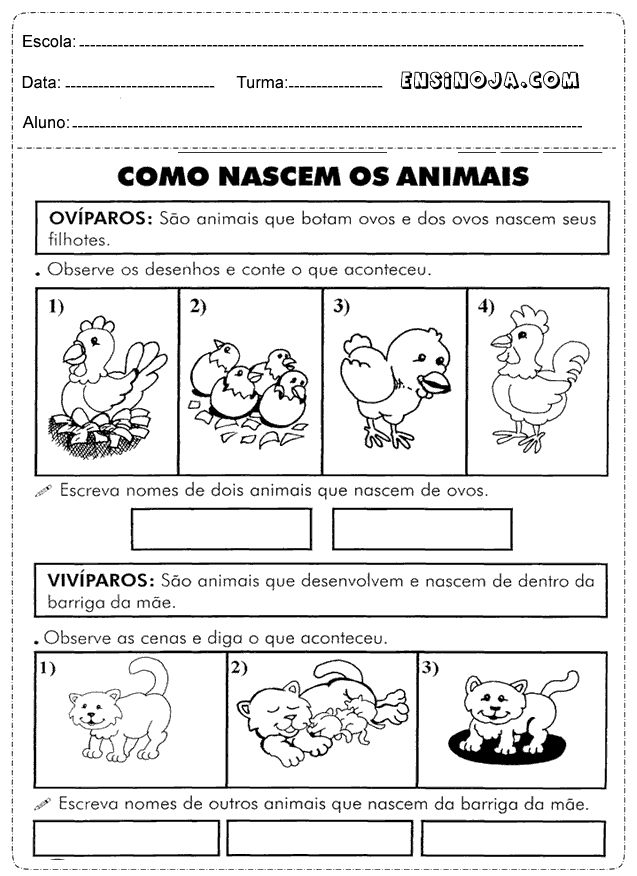 Escola:
Data: Turma: ENSINOJA.COM
Aluno:
COMO NASCEM OS ANIMAIS
OVÍPAROS: São animais que botam ovos e dos ovos nascem seus
filhotes.
. Observe os desenhos e conte o que aconteceu.
1) 2) 3) 4)
Escreva nomes de dois animais que nascem de ovos.
VIVÍPAROS: São animais que desenvolvem e nascem de dentro da
barriga da mãe.
. Observe as cenas e diga o que aconteceu.
1) 2) 3)
Escreva nomes de outros animais que nascem da barriga da mãe.